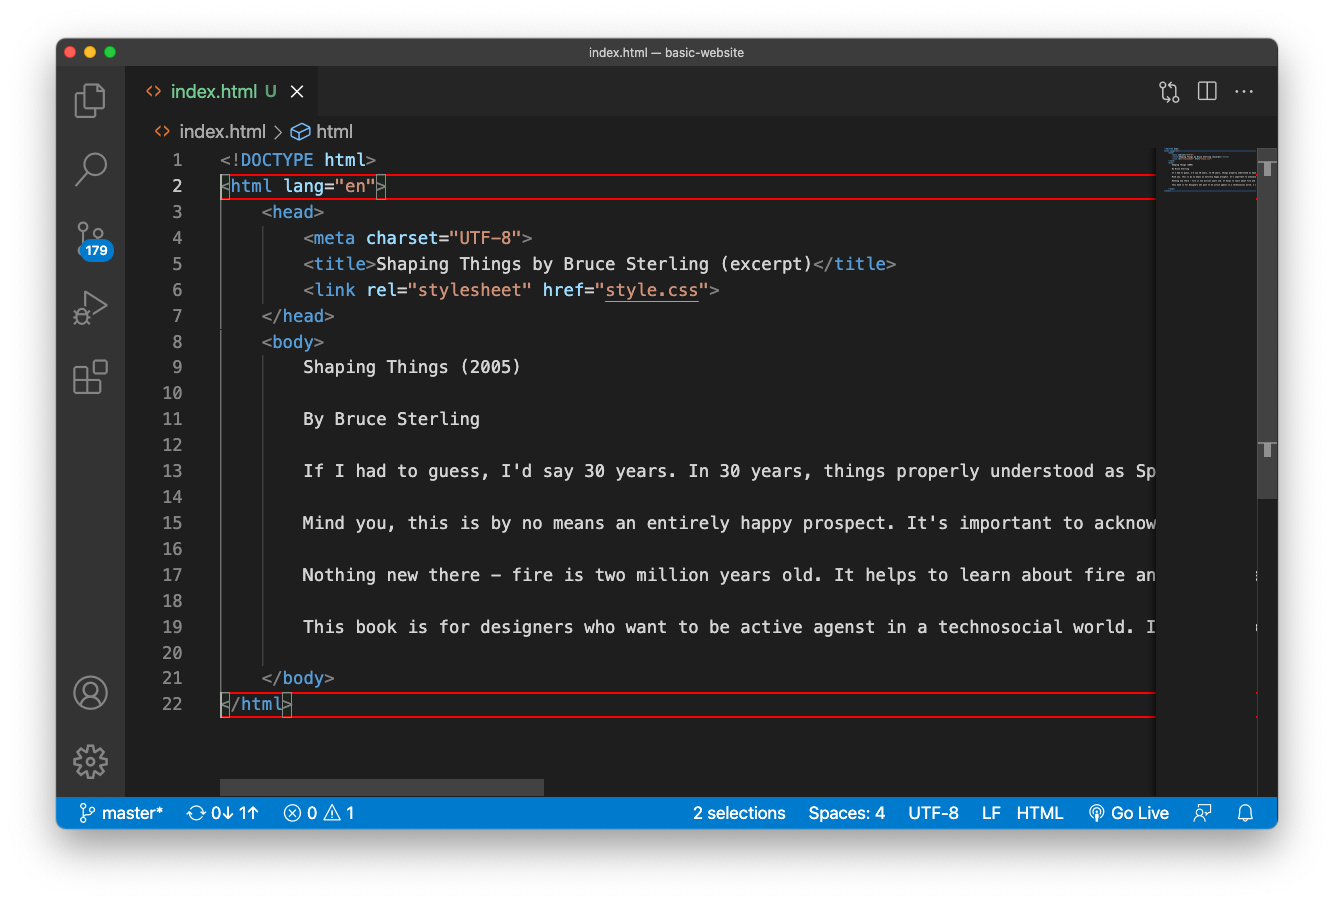 index.html — basic-website
index.html U
index.html > html
1 <!DOCTYPE html>
2 <html lang="en">
3 <head>
4 <meta charset="UTF-8">
5 <title>Shaping Things by Bruce Sterling (excerpt)</title>
6 <link rel="stylesheet" href="style.css">
7 </head>
8 <body>
9 Shaping Things (2005)
10
11 By Bruce Sterling
12
13 If I had to guess, I'd say 30 years. In 30 years, things properly understood as Sp
14
15 Mind you, this is by no means an entirely happy prospect. It's important to acknow
16
17 Nothing new there – fire is two million years old. It helps to learn about fire an
18
19 This book is for designers who want to be active agenst in a technosocial world. I
20
21 </body>
22 </html>
179
master* 0↓ 1↑ 0 1 2 selections Spaces: 4 UTF-8 LF HTML Go Live